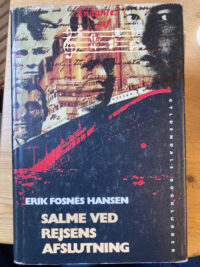 ERIK FOSNES HANSEN
SALME VED
REJSENS
AFSLUTNING
GYLDENDALS BOGKLUBBER